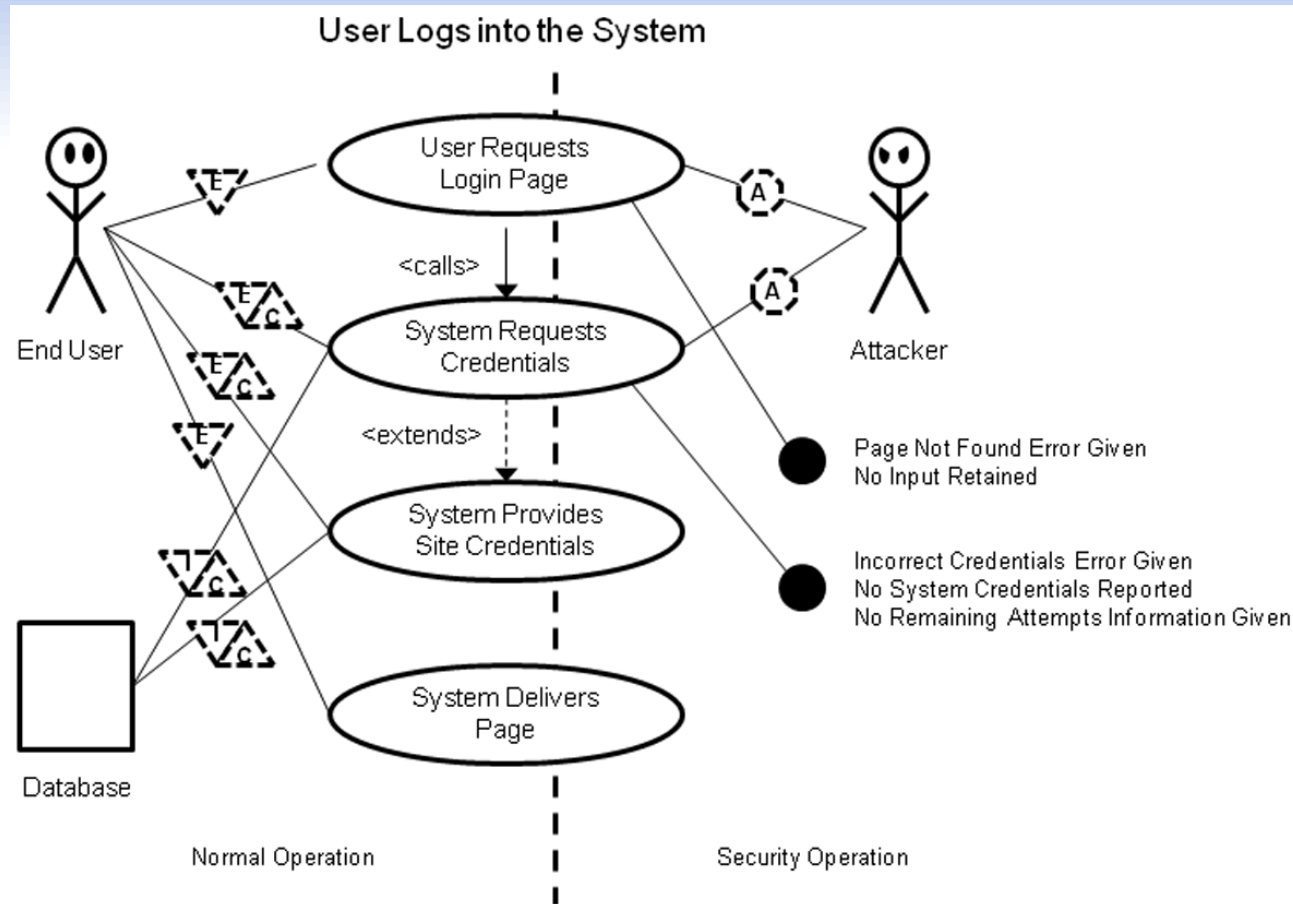 User Logs into the System
User Requests
Login Page
E
A
<calls>
E
C
A
System Requests
Credentials
End User
Attacker
E
C
<extends>
E
Page Not Found Error Given
No Input Retained
System Provides
Site Credentials
I
C
Incorrect Credentials Error Given
No System Credentials Reported
No Remaining Attempts Information Given
I
C
System Delivers
Page
Database
Normal Operation
Security Operation